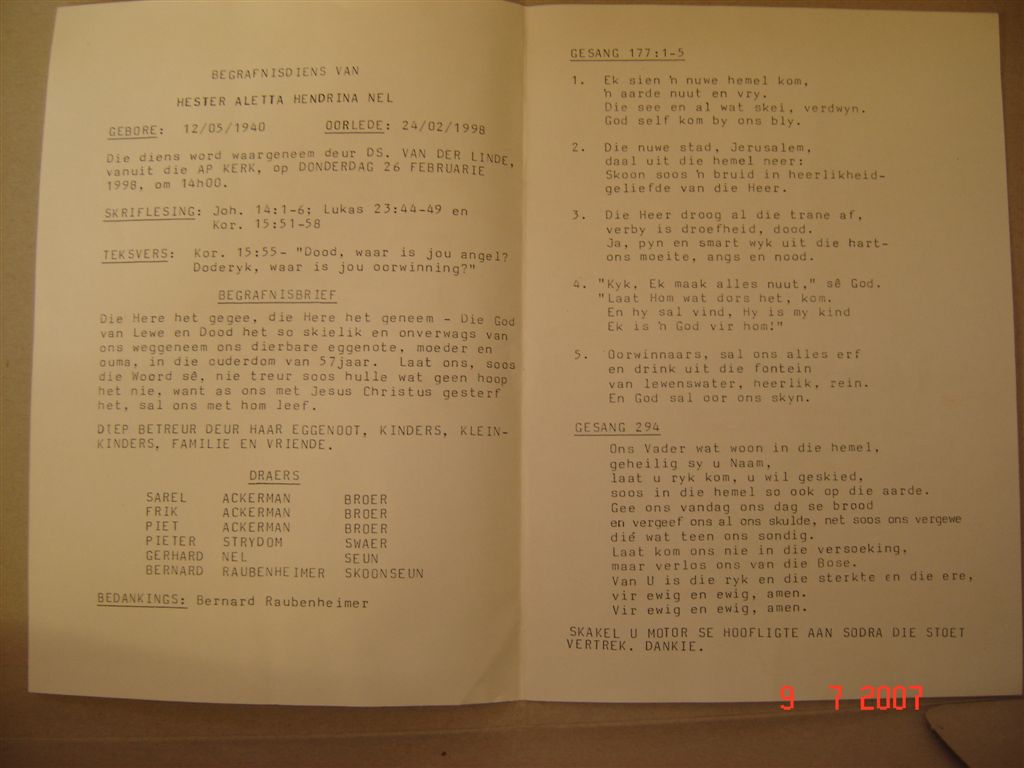 BEGRAFNISDIENS VAN
HESTER ALETTA HENDRINA NEL
GEBORE: 12/05/1940 OORLEDE: 24/02/1998
Die diens word waargeneem deur DS. VAN DER LINDE,
vanuit die AP KERK, op DONDERDAG 26 FEBRUARIE
1998, om 14h00.
SKRIFLESING: Joh. 14:1-6; Lukas 23:44-49 en
Kor. 15:51-58
TEKSVERS: Kor. 15:55- "Dood, waar is jou angel?
Doderyk, waar is jou oorwinning?"
BEGRAFNISBRIEF
Die Here het gegee, die Here het geneem - Die God
van Lewe en Dood het so skielik en onverwags van
ons weggeneem ons dierbare eggenote, moeder en
ouma, in die ouderdom van 57jaar. Laat ons, soos
die Woord sê, nie treur soos hulle wat geen hoop
het nie, want as ons met Jesus Christus gesterf
het, sal ons met hom leef.
DIEP BETREUR DEUR HAAR EGGENOOT, KINDERS, KLEIN-
KINDERS, FAMILIE EN VRIENDE.
DRAERS
SAREL ACKERMAN BROER
FRIK ACKERMAN BROER
PIET ACKERMAN BROER
PIETER STRYDOM SWAER
GERHARD NEL SEUN
BERNARD RAUBENHEIMER SKOONSEUN
BEDANKINGS: Bernard Raubenheimer
GESANG 177:1-5
1. Ek sien 'n nuwe hemel kom,
'n aarde nuut en vry.
Die see en al wat skei, verdwyn.
God self kom by ons bly.
2. Die nuwe stad, Jerusalem,
daal uit die hemel neer:
Skoon soos 'n bruid in heerlikheid-
geliefde van die Heer.
3. Die Heer droog al die trane af,
verby is droefheid, dood.
Ja, pyn en smart wyk uit die hart-
ons moeite, angs en nood.
4. "Kyk, Ek maak alles nuut," sê God.
"Laat Hom wat dors het, kom.
En hy sal vind, Hy is my kind
Ek is 'n God vir hom!"
5. Oorwinnaars, sal ons alles erf
en drink uit die fontein
van lewenswater, heerlik, rein.
En God sal oor ons skyn.
GESANG 294
Ons Vader wat woon in die hemel,
geheilig sy u Naam,
laat u ryk kom, u wil geskied,
soos in die hemel so ook op die aarde.
Gee ons vandag ons dag se brood
en vergeef ons al ons skulde, net soos ons vergewe
dié wat teen ons sondig.
Laat kom ons nie in die versoeking,
maar verlos ons van die Bose.
Van U is die ryk en die sterkte en die ere,
vir ewig en ewig, amen.
Vir ewig en ewig, amen.
SKAKEL U MOTOR SE HOOFLIGTE AAN SODRA DIE STOET
VERTREK. DANKIE.
9 7 2007